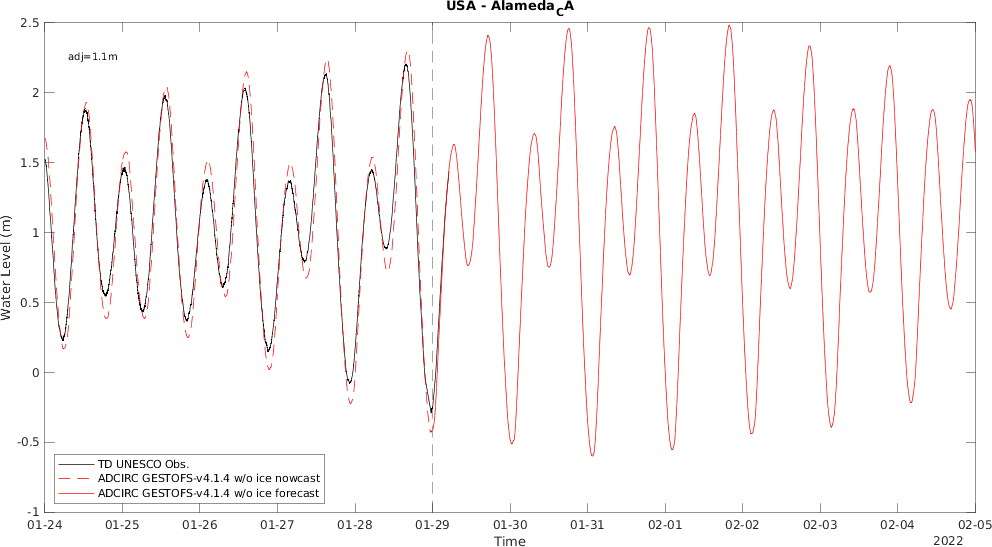 USA - Alameda_CA
adj=1.1m
2.5
2
1.5
1
0.5
0
-0.5
-1
Water Level (m)
TD UNESCO Obs.
ADCIRC GESTOFS-v4.1.4 w/o ice nowcast
ADCIRC GESTOFS-v4.1.4 w/o ice forecast
01-24 01-25 01-26 01-27 01-28 01-29 01-30 01-31 02-01 02-02 02-03 02-04 02-05
Time
2022